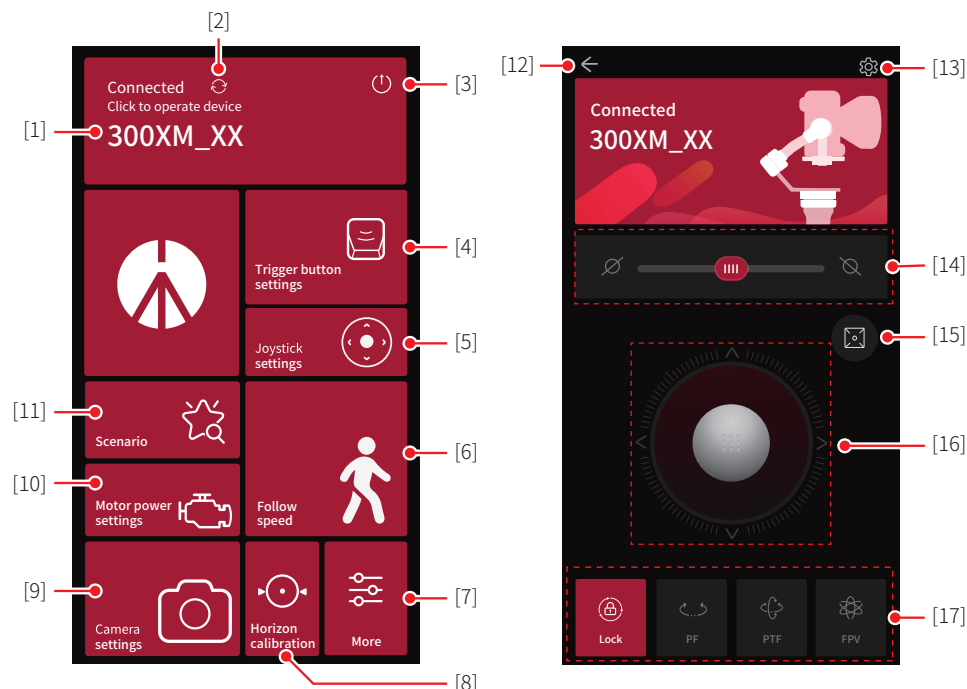 [2]
[1]
Connected
Click to operate device
300XM_XX
[3]
Trigger button
settings
[4]
Joystick
settings
[5]
[11]
Scenario
[10]
Motor power
settings
Follow
speed
[6]
[9]
Camera
settings
Horizon
calibration
More
[7]
[8]
[12]
[13]
Connected
300XM_XX
[14]
[15]
[16]
Lock
PF
PTF
FPV
[17]